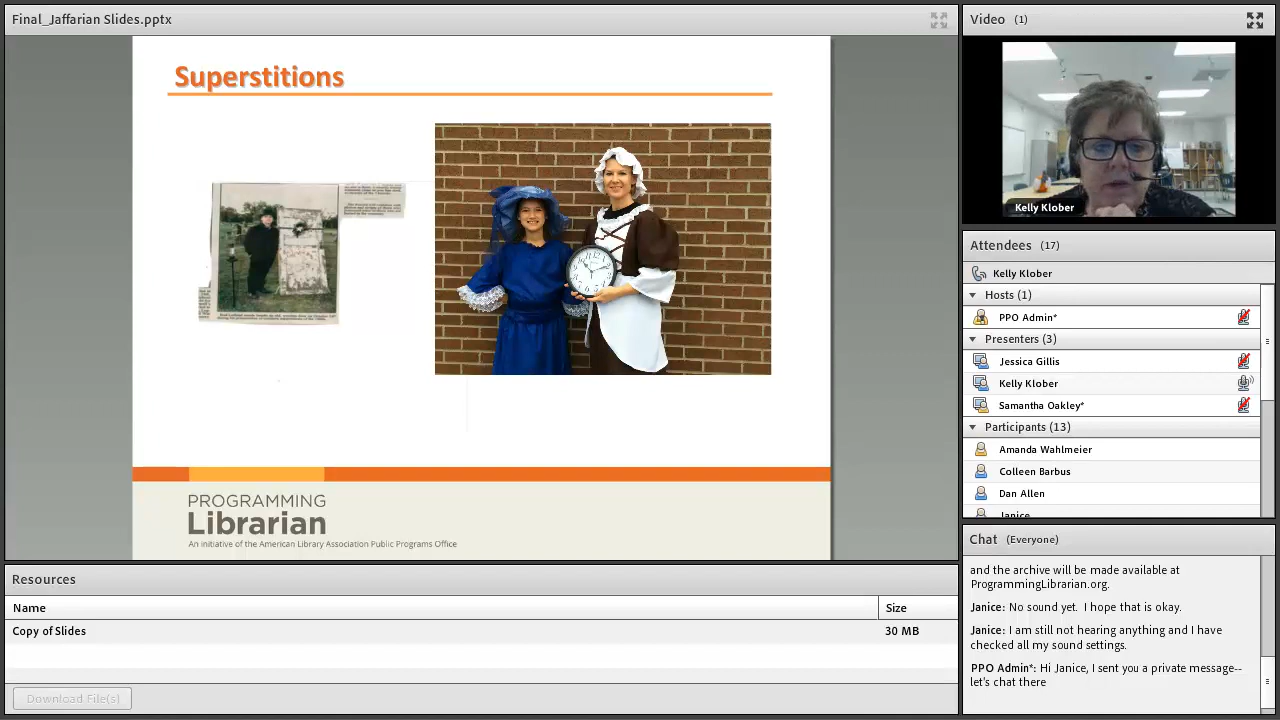 Final_Jaffarian Slides.pptx
Superstitions
PROGRAMMING
Librarian
An initiative of the American Library Association Public Programs Office
Resources
Name
Size
Copy of Slides
30 MB
Download File(s)
Video (1)
Kelly Klober
Attendees (17)
Kelly Klober
Hosts (1)
PPO Admin*
Presenters (3)
Jessica Gillis
Kelly Klober
Samantha Oakley*
Participants (13)
Amanda Wahlmeier
Colleen Barbus
Dan Allen
Janice
Chat (Everyone)
and the archive will be made available at
ProgrammingLibrarian.org.
Janice: No sound yet. I hope that is okay.
Janice: I am still not hearing anything and I have
checked all my sound settings.
PPO Admin*: Hi Janice, I sent you a private message--
let's chat there